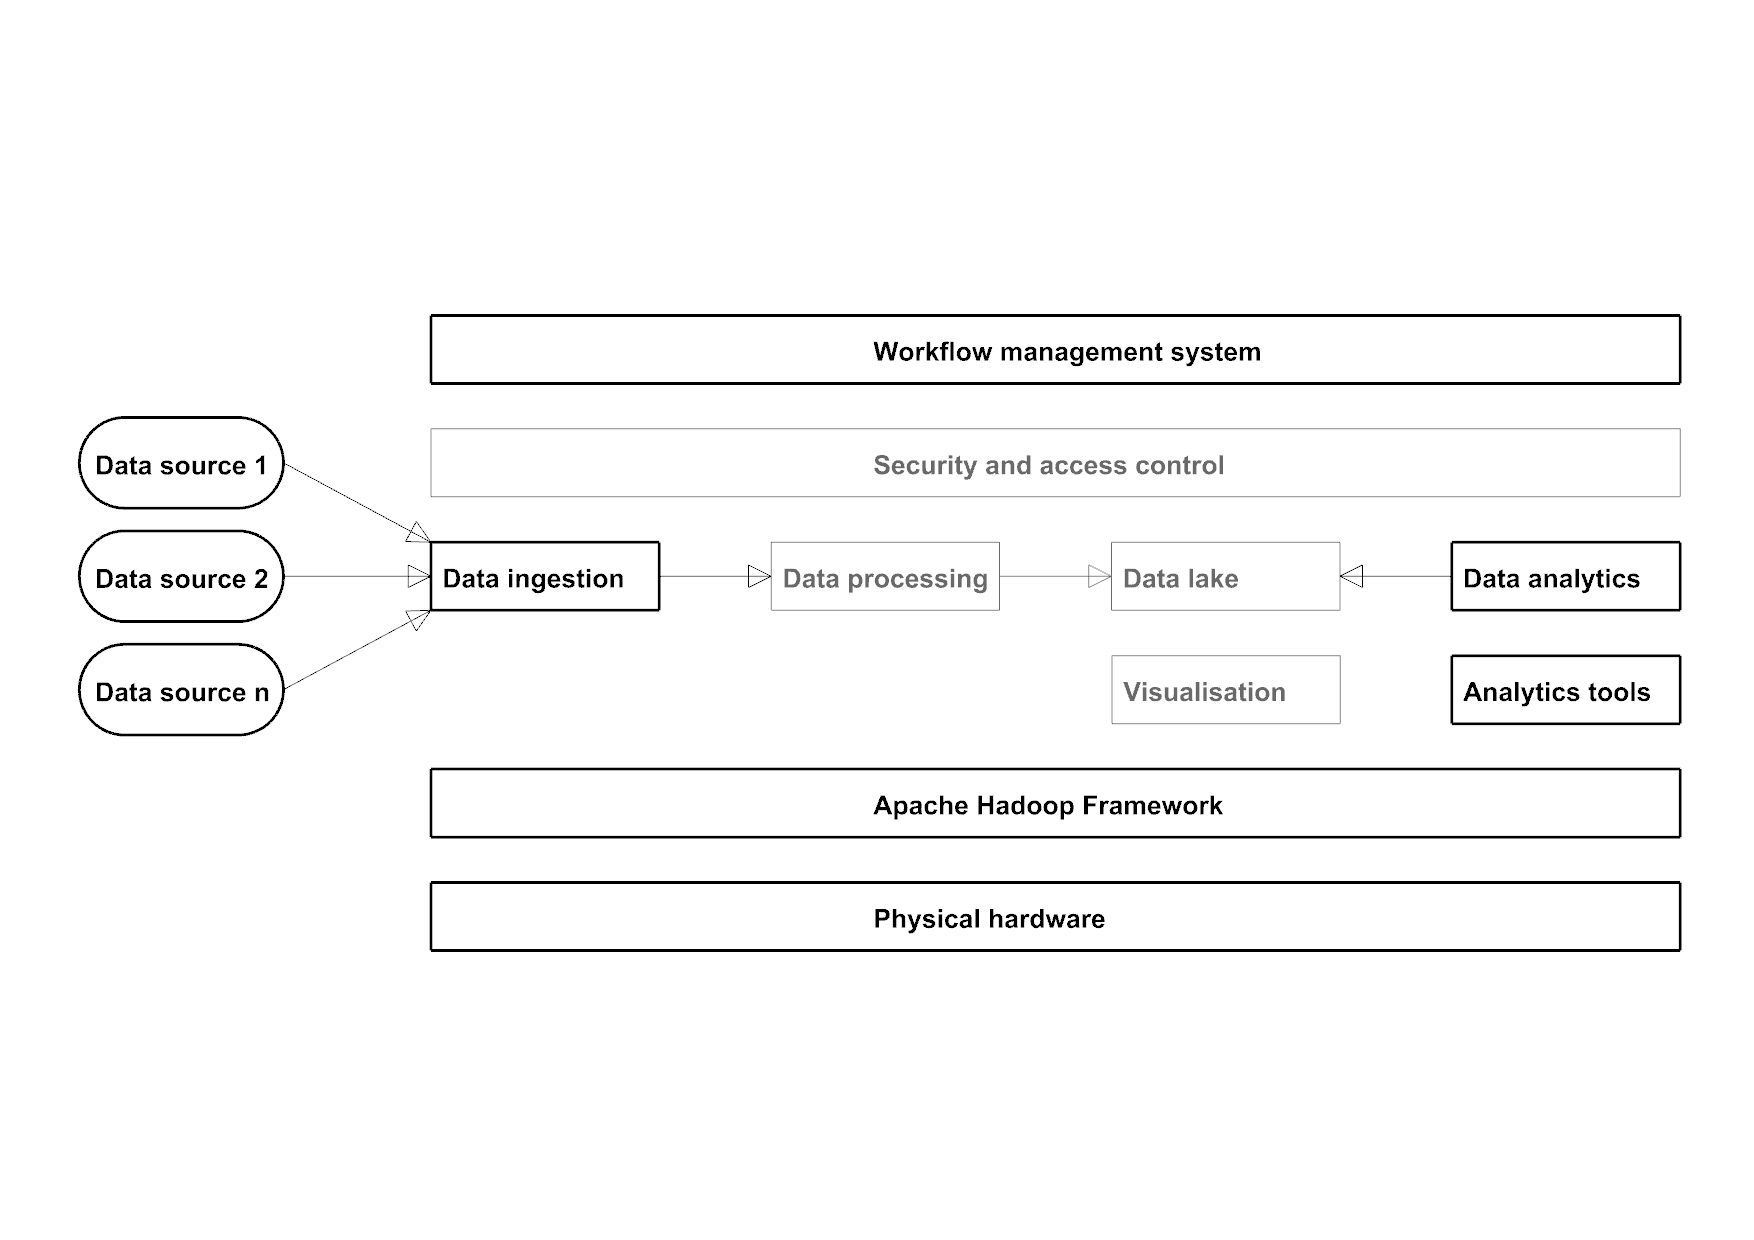 Workflow management system
Security and access control
Data source 1
Data source 2
Data source n
Data ingestion
Data processing
Data lake
Data analytics
Visualisation
Analytics tools
Apache Hadoop Framework
Physical hardware